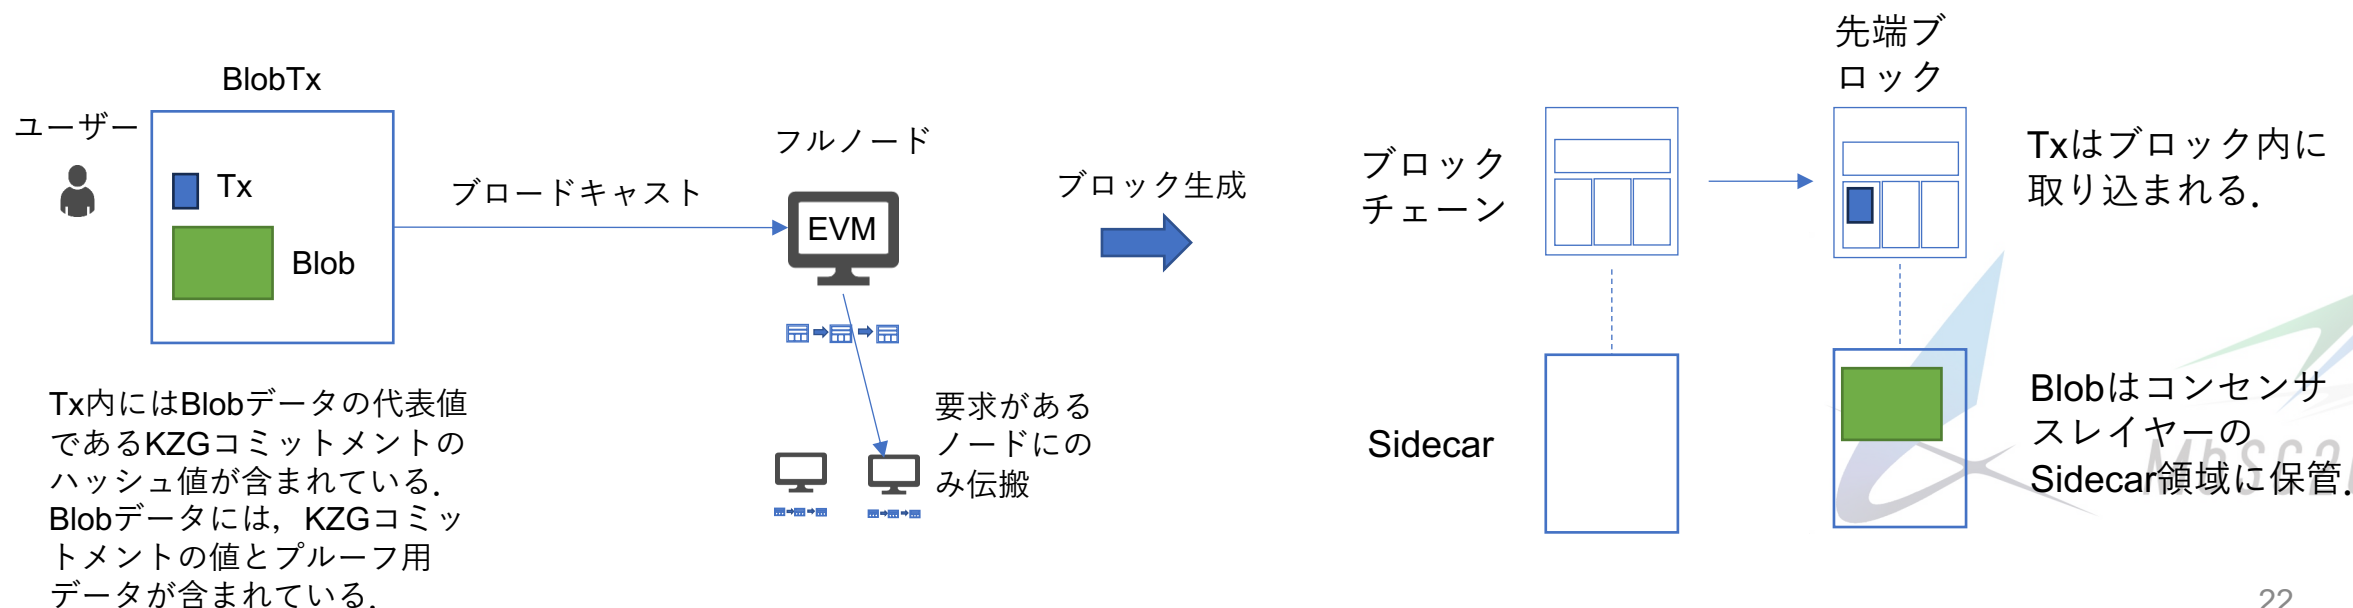 BlobTx
ユーザー
Tx
Blob
ブロードキャスト
フルノード
EVM
要求がある
ノードにの
み伝搬
Tx内にはBlobデータの代表値
であるKZGコミットメントの
ハッシュ値が含まれている.
Blobデータには,KZGコミッ
トメントの値とプルーフ用
データが含まれている.
ブロック生成
ブロック
チェーン
先端ブ
ロック
Txはブロック内に
取り込まれる.
Sidecar
Blobはコンセンサ
スレイヤーの
Sidecar領域に保管.
22